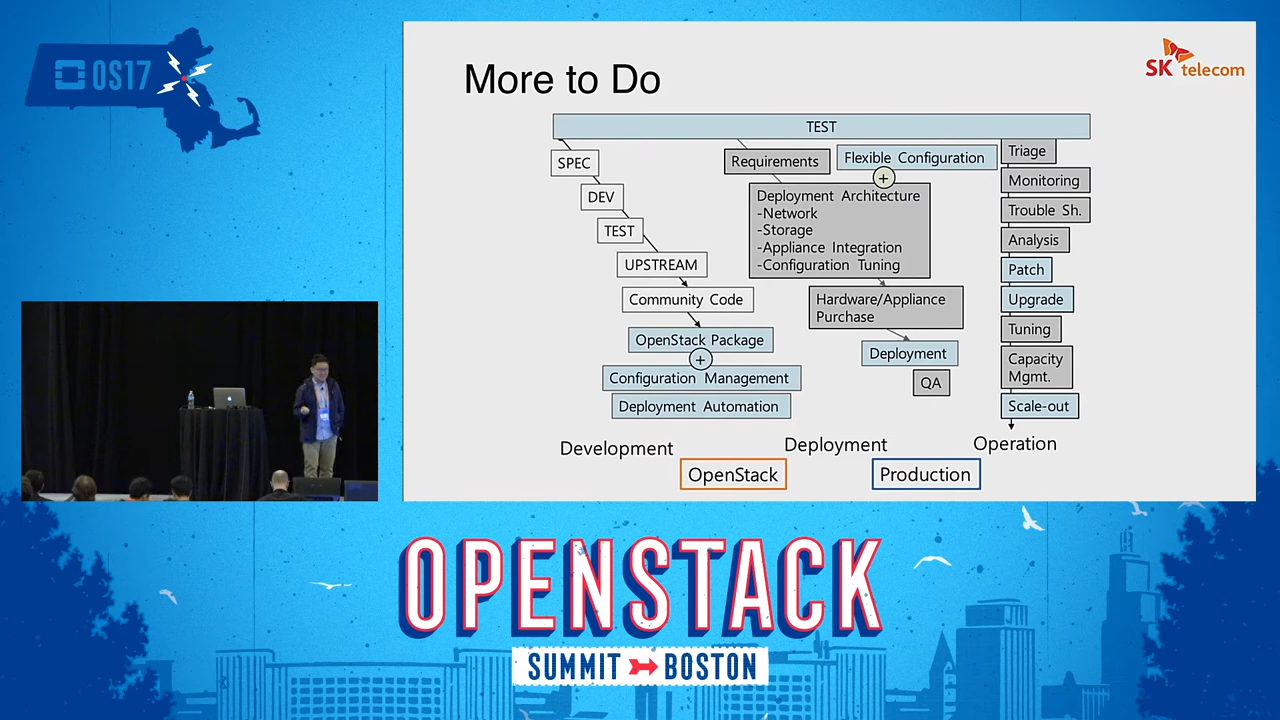 OS17
More to Do
SK telecom
TEST
SPEC
DEV
TEST
UPSTREAM
Community Code
OpenStack Package
+
Configuration Management
Deployment Automation
Requirements
Flexible Configuration
+
Deployment Architecture
-Network
-Storage
-Appliance Integration
-Configuration Tuning
Hardware/Appliance
Purchase
Deployment
QA
Triage
Monitoring
Trouble Sh.
Analysis
Patch
Upgrade
Tuning
Capacity
Mgmt.
Scale-out
Development
Deployment
Operation
OpenStack
Production
OPENSTACK
SUMMIT BOSTON